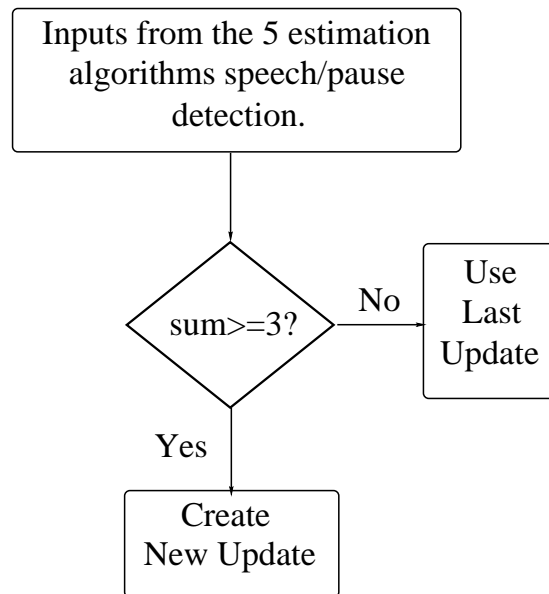 Inputs from the 5 estimation
algorithms speech/pause
detection.
sum>=3?
No
Use
Last
Update
Yes
Create
New Update